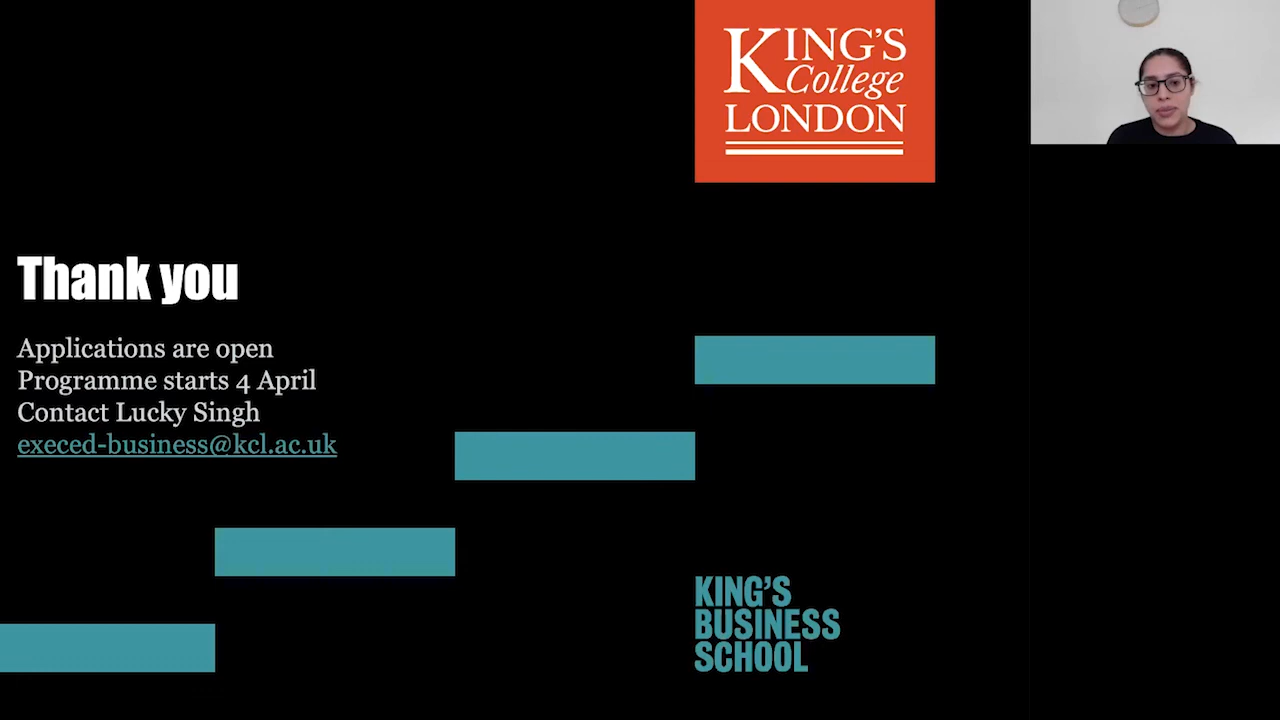 KING'S
College
LONDON
Thank you
Applications are open
Programme starts 4 April
Contact Lucky Singh
execed-business@kcl.ac.uk
KING'S
BUSINESS
SCHOOL